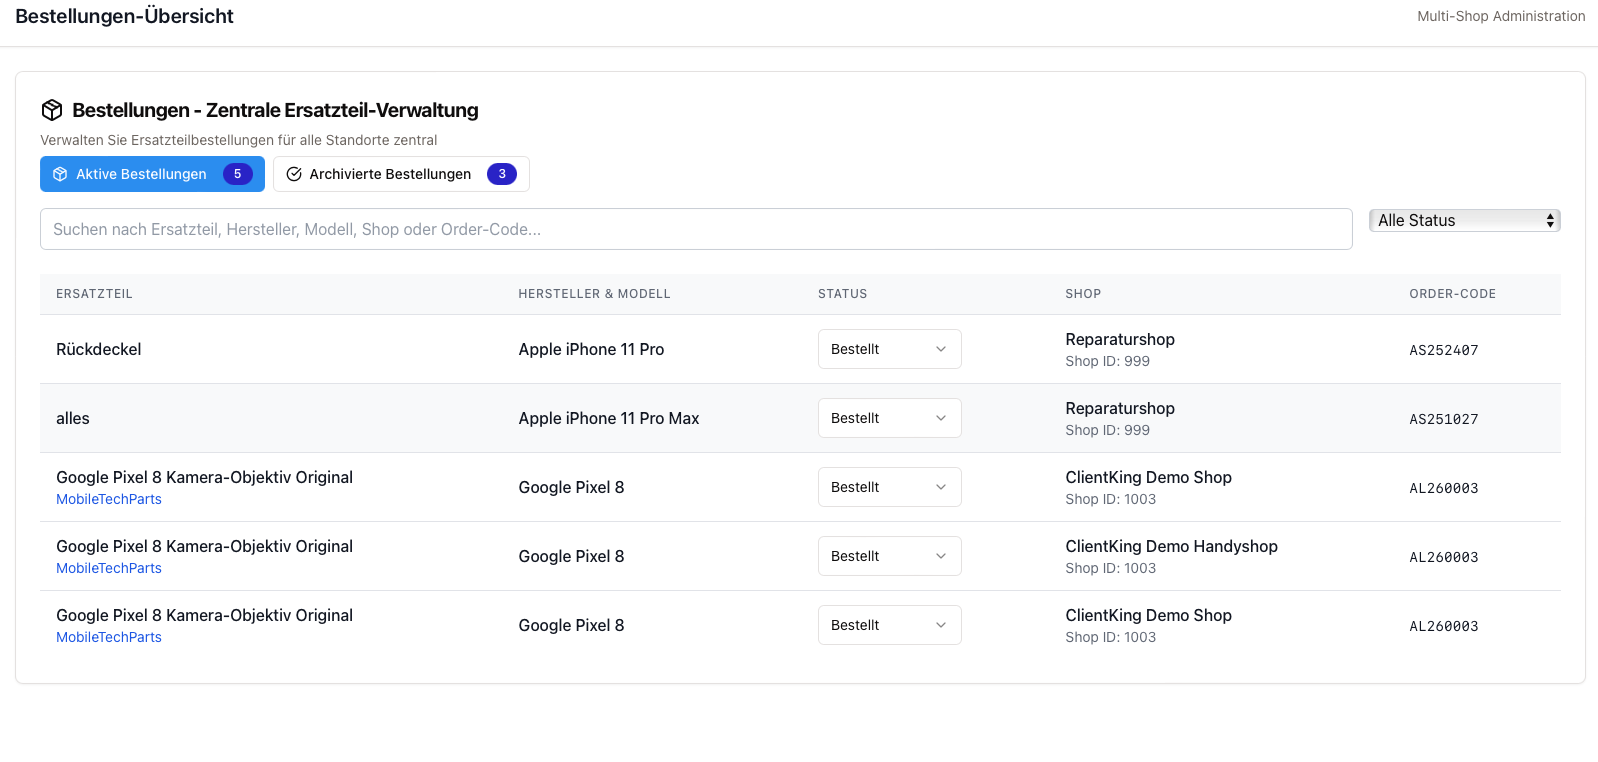 Bestellungen-Übersicht
Multi-Shop Administration
Bestellungen - Zentrale Ersatzteil-Verwaltung
Verwalten Sie Ersatzteilbestellungen für alle Standorte zentral
Aktive Bestellungen 5
Archivierte Bestellungen 3
Suchen nach Ersatzteil, Hersteller, Modell, Shop oder Order-Code...
Alle Status
ERSATZTEIL HERSTELLER & MODELL STATUS SHOP ORDER-CODE
Rückdeckel Apple iPhone 11 Pro Bestellt Reparaturshop AS252407
Shop ID: 999
alles Apple iPhone 11 Pro Max Bestellt Reparaturshop AS251027
Shop ID: 999
Google Pixel 8 Kamera-Objektiv Original Google Pixel 8 Bestellt ClientKing Demo Shop AL260003
MobileTechParts Shop ID: 1003
Google Pixel 8 Kamera-Objektiv Original Google Pixel 8 Bestellt ClientKing Demo Handyshop AL260003
MobileTechParts Shop ID: 1003
Google Pixel 8 Kamera-Objektiv Original Google Pixel 8 Bestellt ClientKing Demo Shop AL260003
MobileTechParts Shop ID: 1003